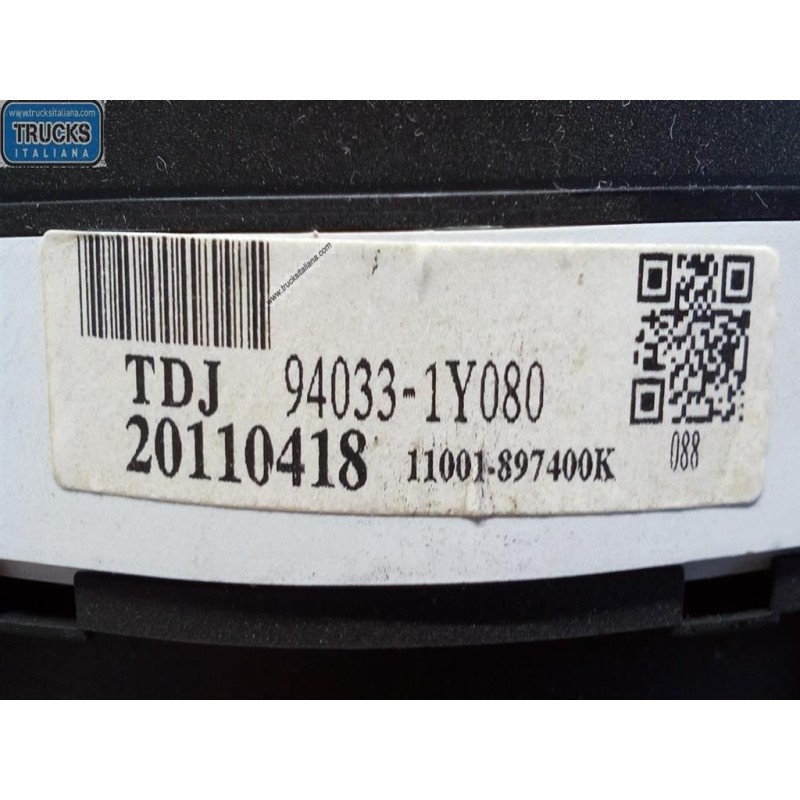 www.trucksitaliana.com
TRUCKS
ITALIANA
www.trucksitaliana.com
TDJ 94033-1Y080
20110418 11001-897400K
088